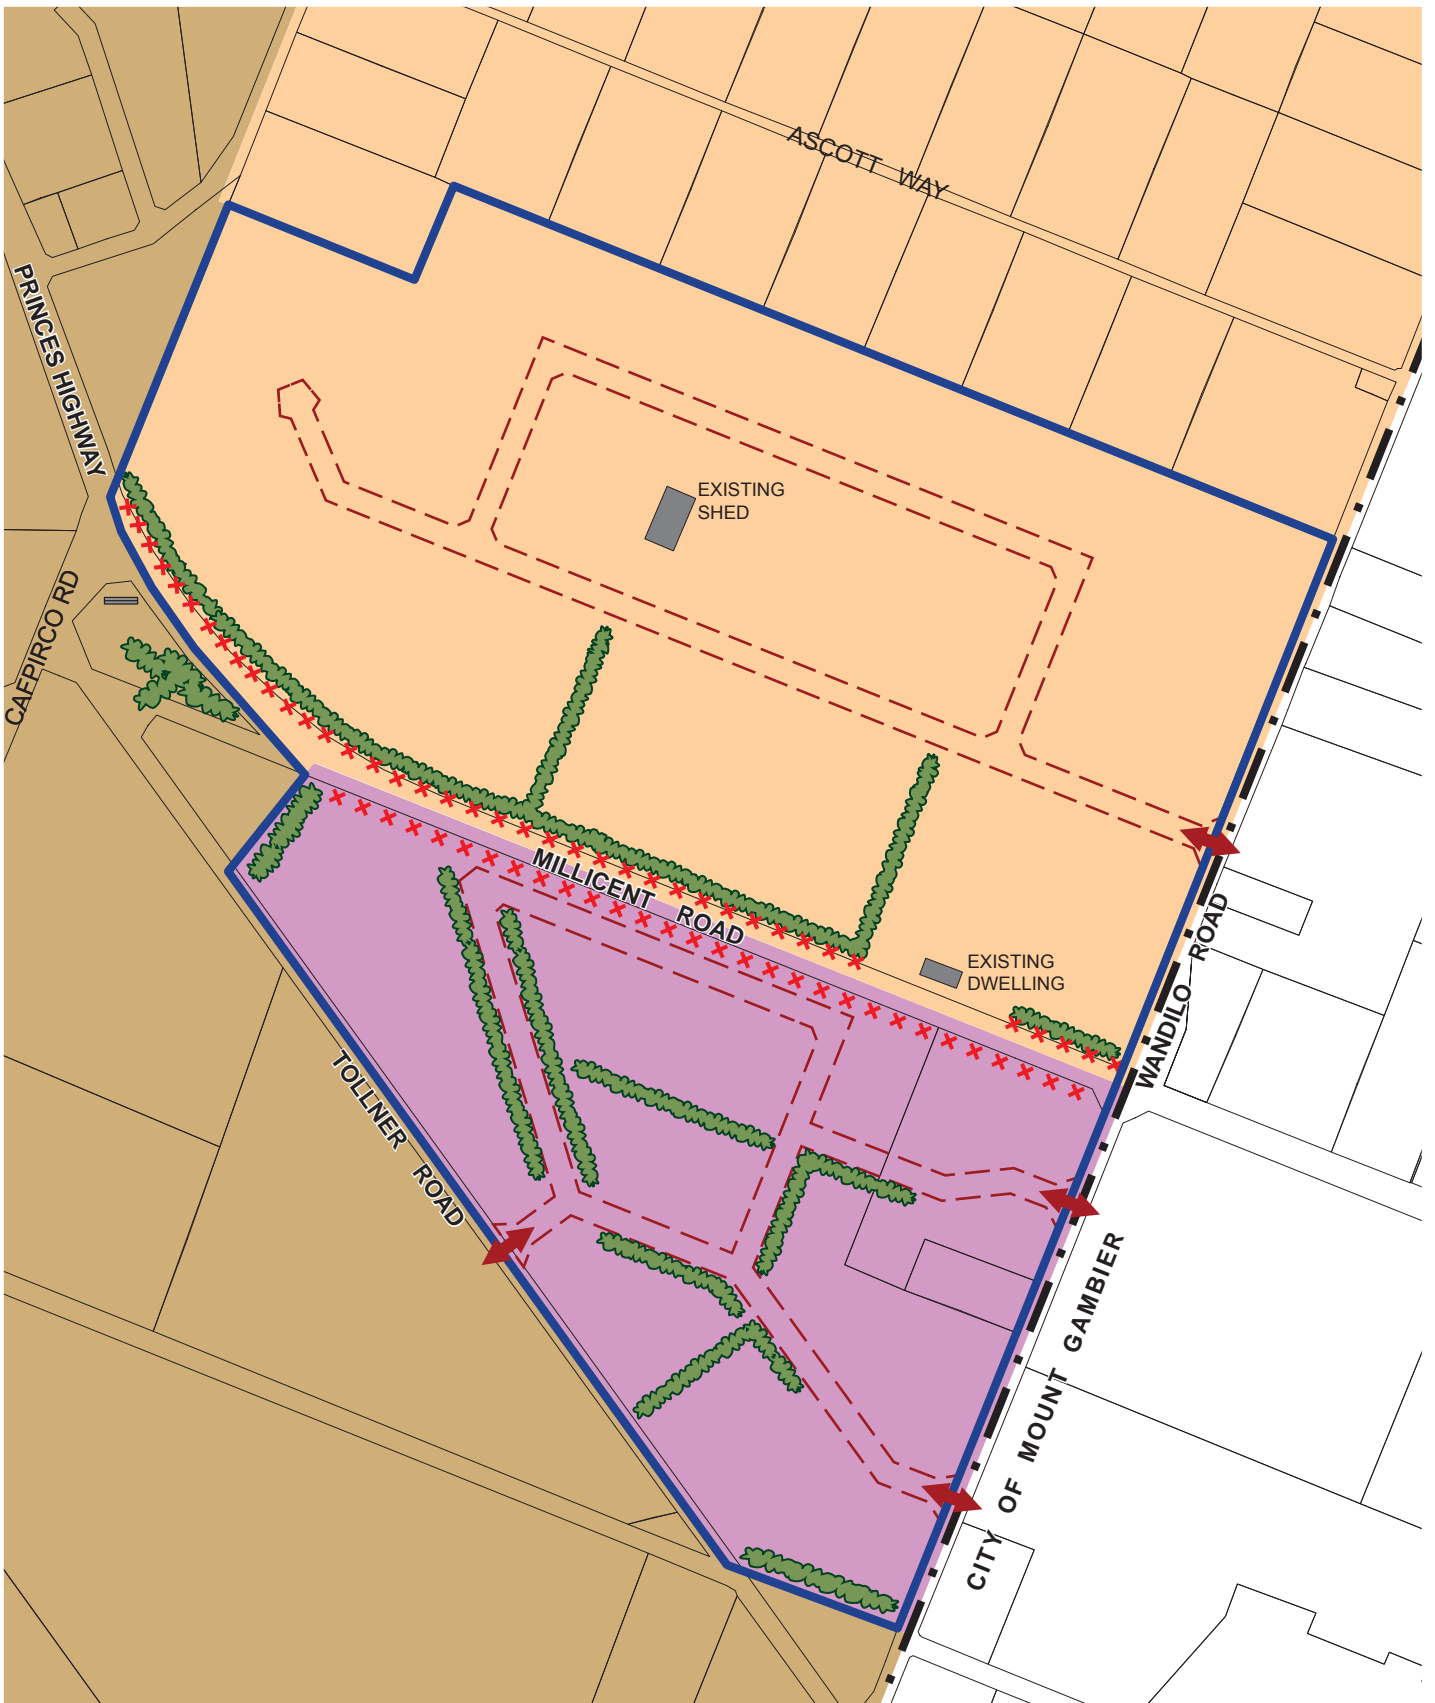 ASCOTT WAY
PRINCES HIGHWAY
EXISTING
SHED
CAFPIRCO RD
MILLICENT ROAD
EXISTING
DWELLING
WANDILO ROAD
TOLLNER ROAD
CITY OF MOUNT GAMBIER